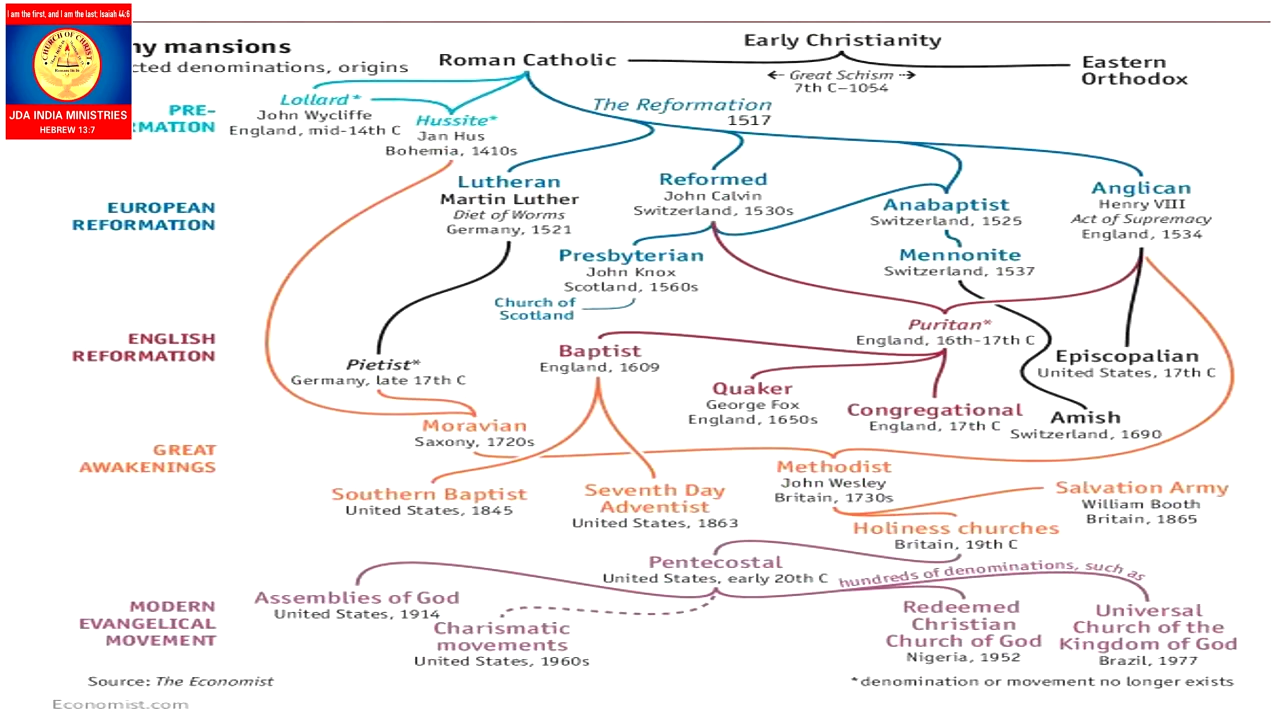 I am the first, and I am the last; Isaiah 44:6
CHURCH OF CHRIST
JDA INDIA MINISTRIES
HEBREW 13:7
ny mansions
cted denominations, origins
Early Christianity
Roman Catholic
Great Schism
7th C–1054
Eastern
Orthodox
PRE-
RMATION
Lollard*
John Wycliffe
England, mid-14th C
Hussite*
Jan Hus
Bohemia, 1410s
The Reformation
1517
EUROPEAN
REFORMATION
Lutheran
Martin Luther
Diet of Worms
Germany, 1521
Reformed
John Calvin
Switzerland, 1530s
Anabaptist
Switzerland, 1525
Anglican
Henry VIII
Act of Supremacy
England, 1534
Presbyterian
John Knox
Scotland, 1560s
Church of
Scotland
Mennonite
Switzerland, 1537
ENGLISH
REFORMATION
Puritan*
England, 16th-17th C
Pietist*
Germany, late 17th C
Baptist
England, 1609
Quaker
George Fox
England, 1650s
Congregational
England, 17th C
Episcopalian
United States, 17th C
Amish
Switzerland, 1690
GREAT
AWAKENINGS
Moravian
Saxony, 1720s
Southern Baptist
United States, 1845
Seventh Day
Adventist
United States, 1863
Methodist
John Wesley
Britain, 1730s
Salvation Army
William Booth
Britain, 1865
Holiness churches
Britain, 19th C
MODERN
EVANGELICAL
MOVEMENT
Pentecostal
United States, early 20th C
hundreds of denominations, such as
Assemblies of God
United States, 1914
Charismatic
movements
United States, 1960s
Redeemed
Christian
Church of God
Nigeria, 1952
Universal
Church of the
Kingdom of God
Brazil, 1977
Source: The Economist
*denomination or movement no longer exists
Economist.com